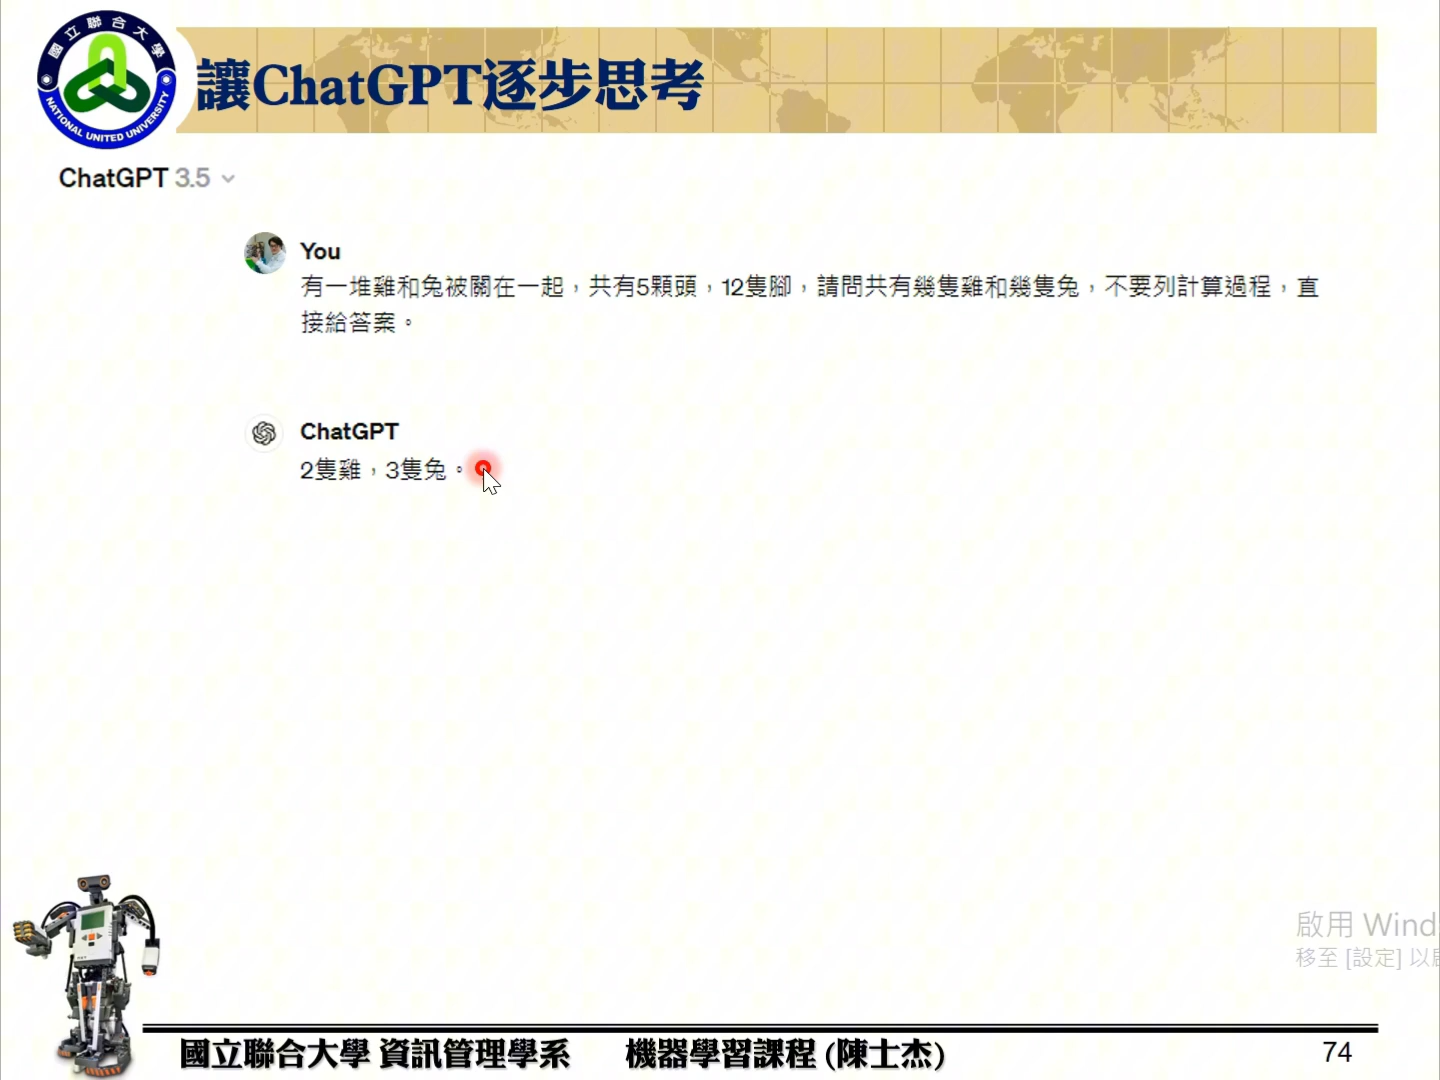 國立聯合大學
NATIONAL UNITED UNIVERSITY
讓ChatGPT逐步思考
ChatGPT 3.5
You
有一堆雞和兔被關在一起，共有5顆頭，12隻腳，請問共有幾隻雞和幾隻兔，不要列計算過程，直
接給答案。
ChatGPT
2隻雞，3隻兔。
啟用 Wind
移至 [設定] 以
國立聯合大學 資訊管理學系 機器學習課程 (陳士杰)
74